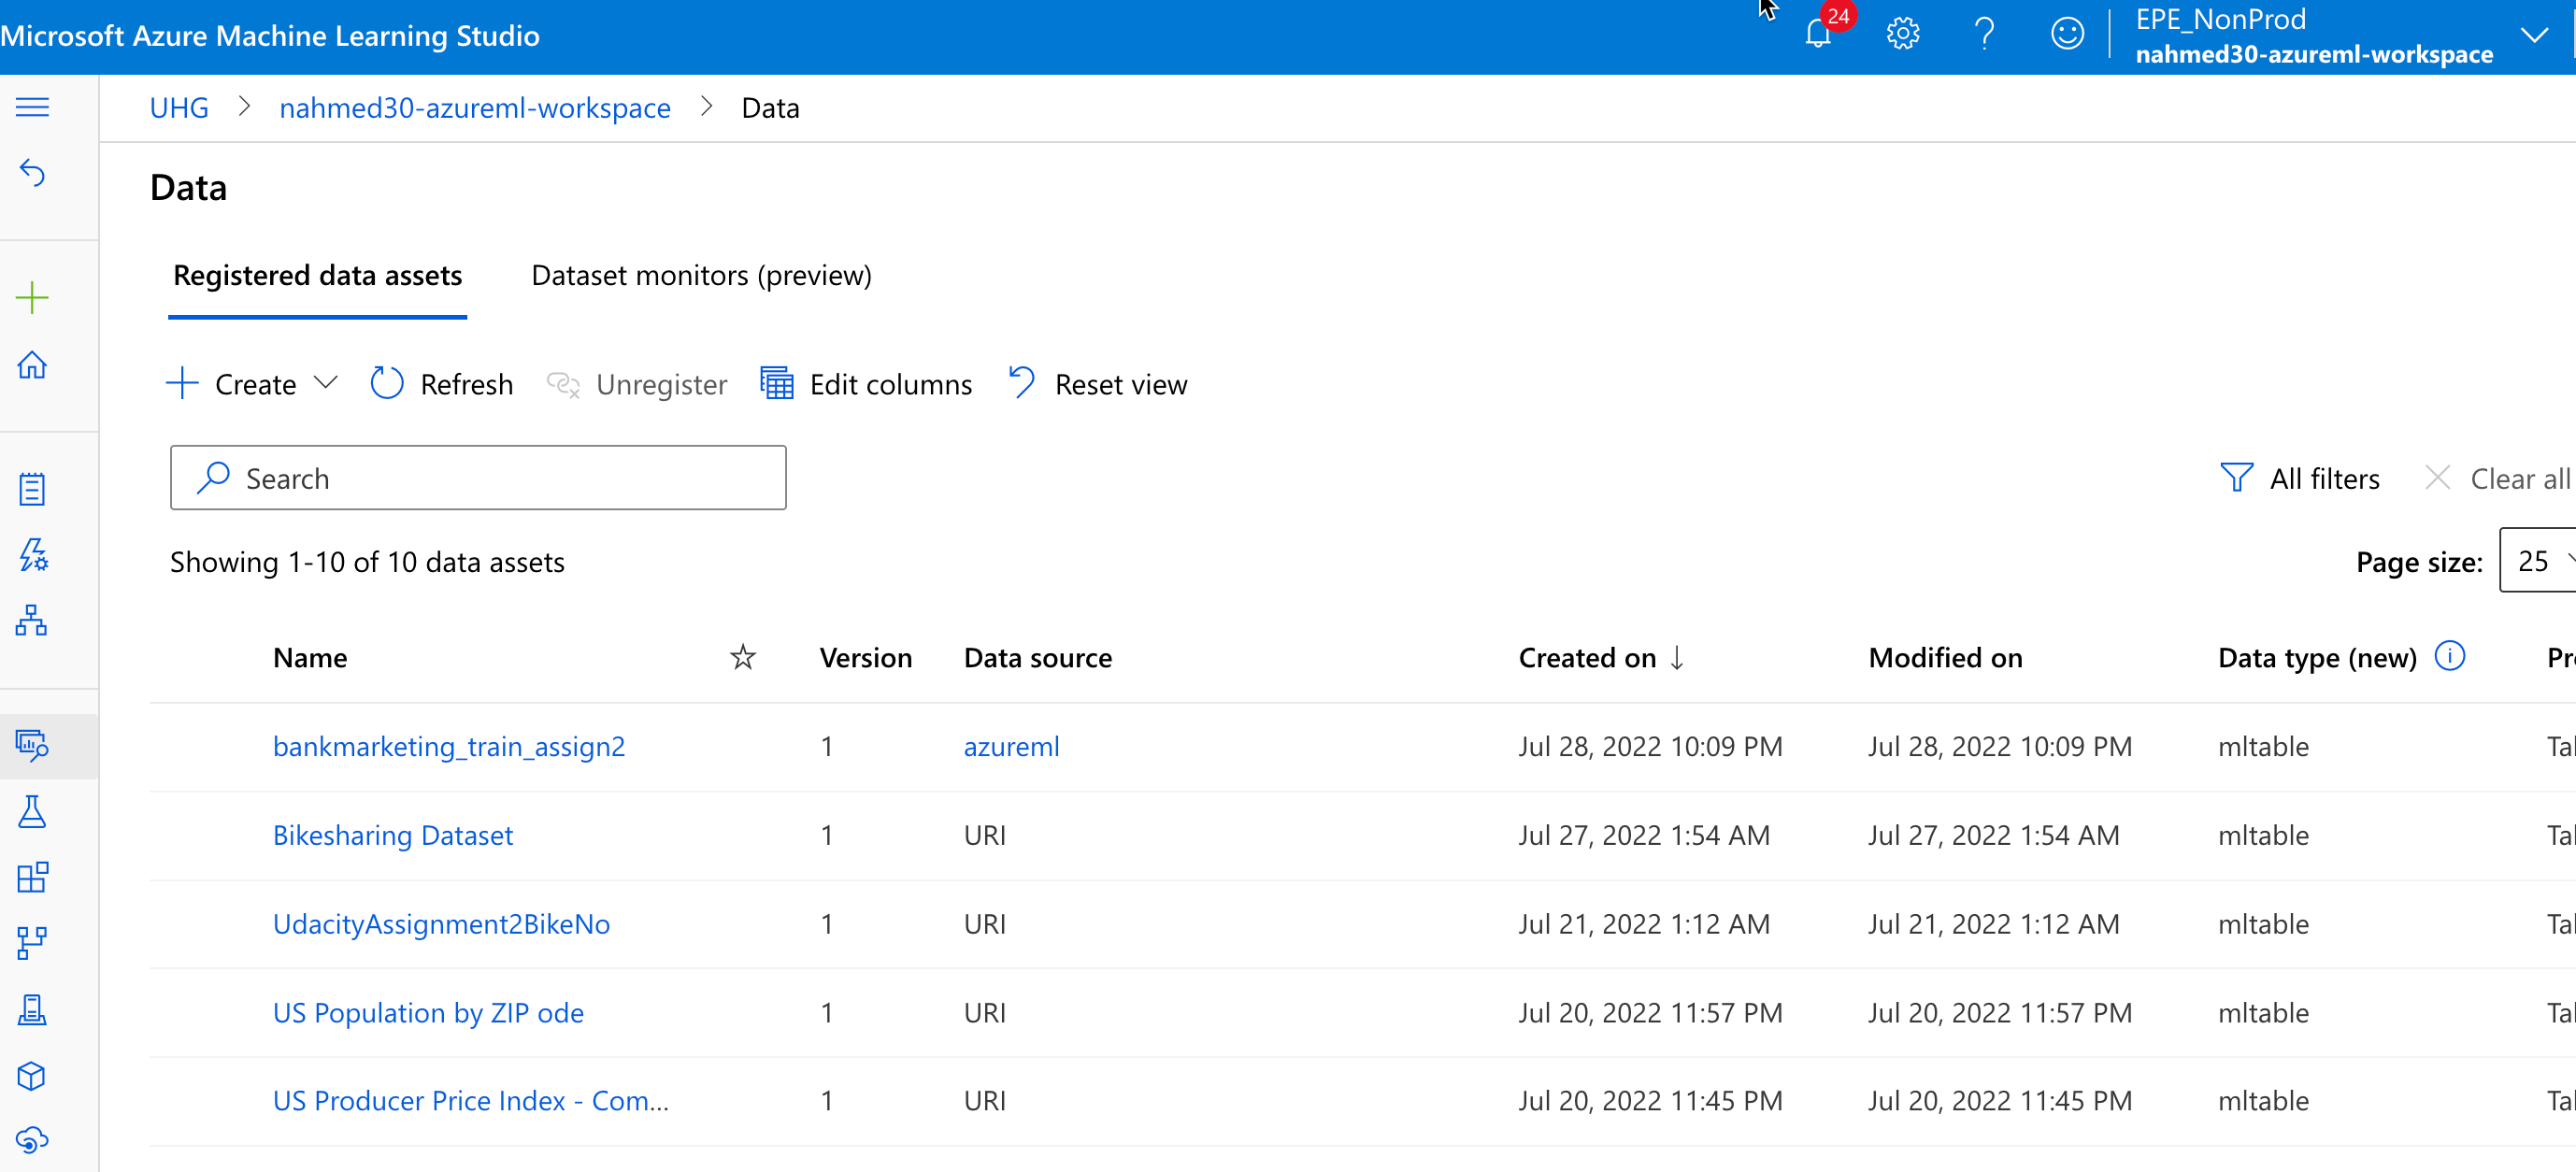 Microsoft Azure Machine Learning Studio
24
EPE_NonProd
nahmed30-azureml-workspace
UHG > nahmed30-azureml-workspace > Data
Data
Registered data assets Dataset monitors (preview)
Create Refresh Unregister Edit columns Reset view
Search All filters Clear all
Showing 1-10 of 10 data assets Page size: 25
Name Version Data source Created on ↓ Modified on Data type (new)
bankmarketing_train_assign2 1 azureml Jul 28, 2022 10:09 PM Jul 28, 2022 10:09 PM mltable
Bikesharing Dataset 1 URI Jul 27, 2022 1:54 AM Jul 27, 2022 1:54 AM mltable
UdacityAssignment2BikeNo 1 URI Jul 21, 2022 1:12 AM Jul 21, 2022 1:12 AM mltable
US Population by ZIP ode 1 URI Jul 20, 2022 11:57 PM Jul 20, 2022 11:57 PM mltable
US Producer Price Index - Com... 1 URI Jul 20, 2022 11:45 PM Jul 20, 2022 11:45 PM mltable